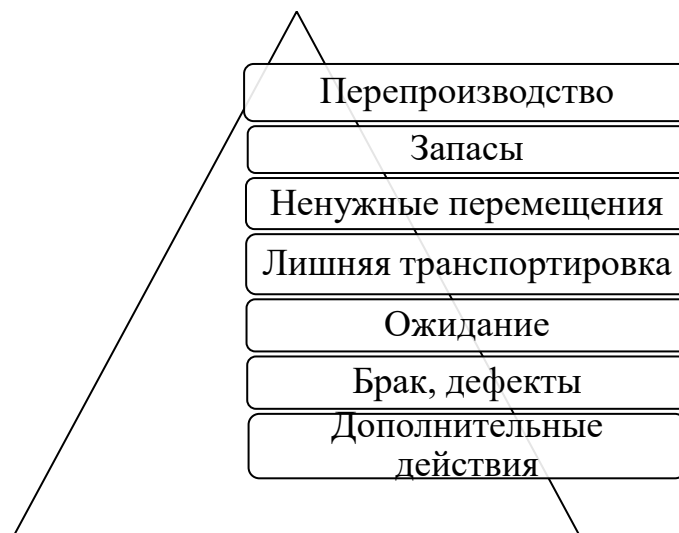 Перепроизводство
Запасы
Ненужные перемещения
Лишняя транспортировка
Ожидание
Брак, дефекты
Дополнительные
действия